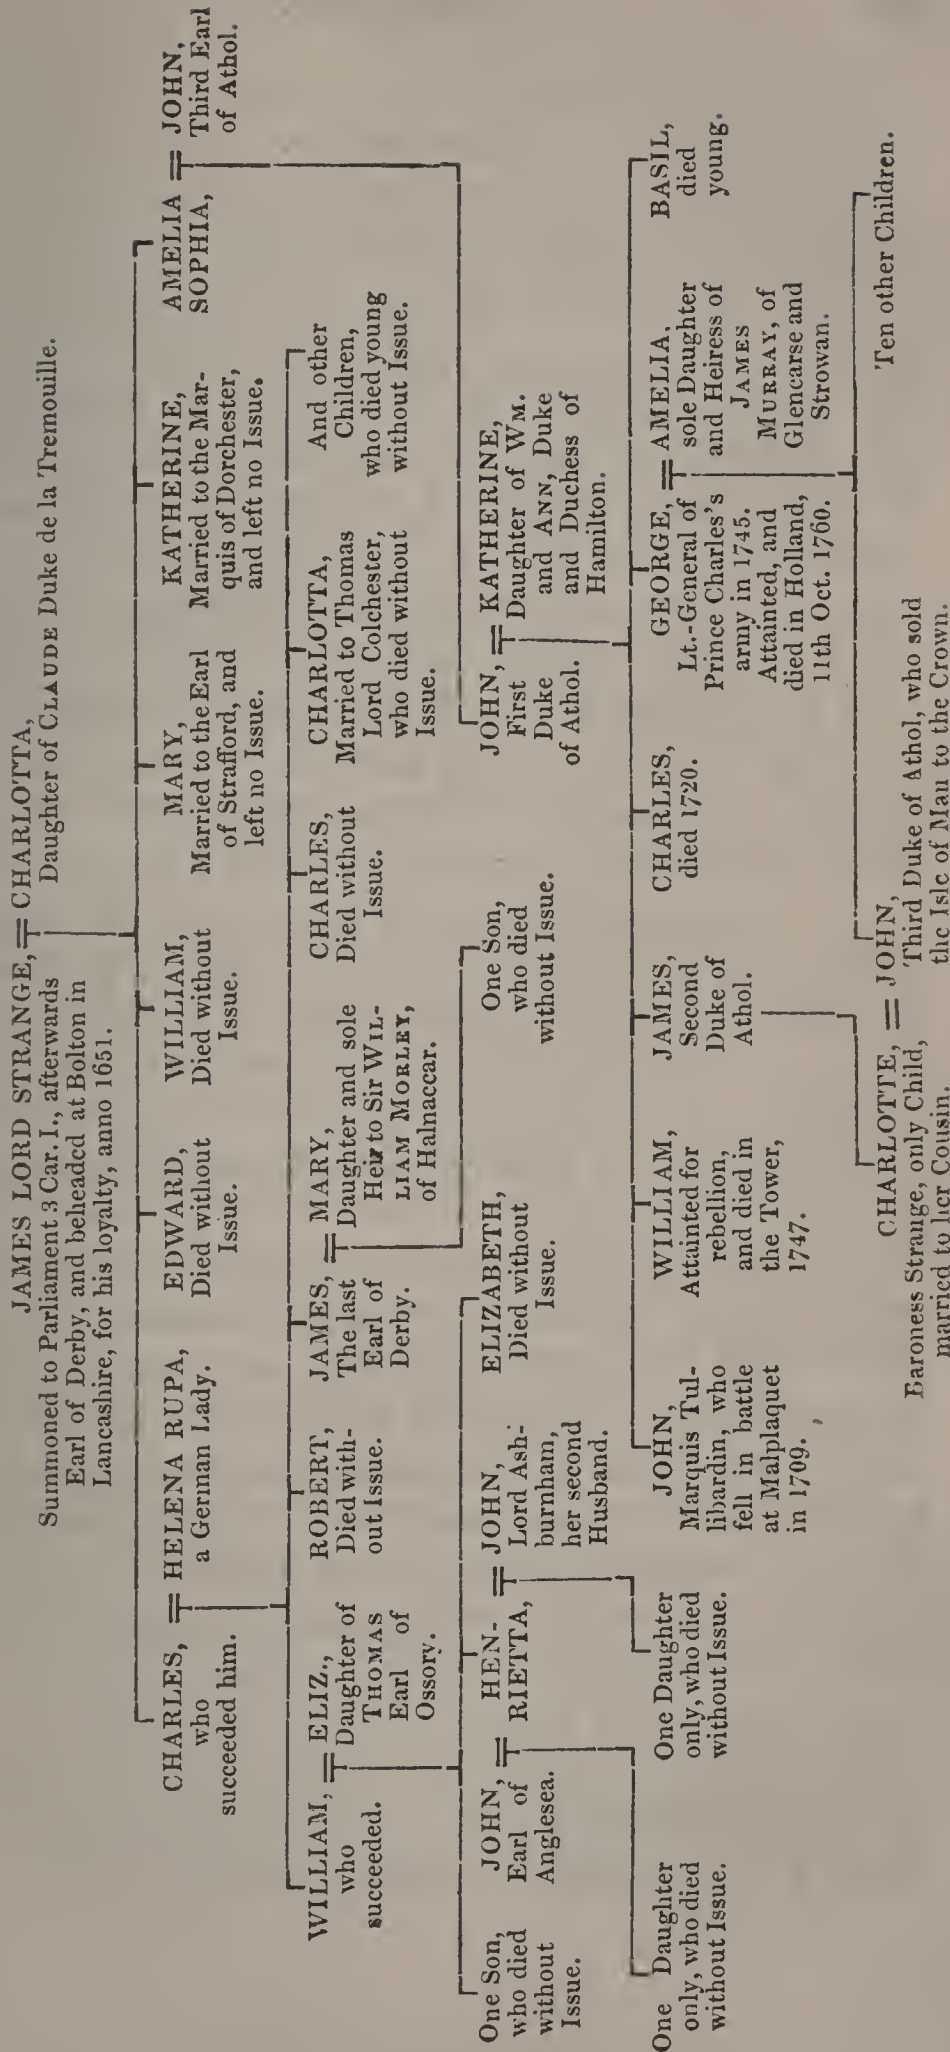 JAMES LORD STRANGE, = CHARLOTTA,
Summoned to Parliament 3 Car. I., afterwards
Earl of Derby, and beheaded at Bolton in
Lancashire, for his loyalty, anno 1651.
Daughter of CLAUDE Duke de la Tremouille.
CHARLES,
who
succeeded him.
= HELENA RUPA,
a German Lady.
EDWARD,
Died without
Issue.
WILLIAM,
Died without
Issue.
MARY,
Married to the Earl
of Strafford, and
left no Issue.
KATHERINE,
Married to the Mar-
quis of Dorchester,
and left no Issue.
AMELIA
SOPHIA,
= JOHN,
Third Earl
of Athol.
WILLIAM,
who
succeeded.
= ELIZ.,
Daughter of
THOMAS
Earl of
Ossory.
ROBERT,
Died with-
out Issue.
JAMES,
The last
Earl of
Derby.
= MARY,
Daughter and sole
Heir to Sir WIL-
LIAM MORLEY,
of Halnaccar.
CHARLES,
Died without
Issue.
CHARLOTTA,
Married to Thomas
Lord Colchester,
who died without
Issue.
And other
Children,
who died young
without Issue.
One Son,
who died
without
Issue.
JOHN,
Earl of
Anglesea.
= HEN-
RIETTA,
= JOHN,
Lord Ash-
burnham,
her second
Husband.
ELIZABETH,
Died without
Issue.
One Son,
who died
without Issue.
JOHN,
First
Duke
of Athol.
= KATHERINE,
Daughter of WM.
and ANN, Duke
and Duchess of
Hamilton.
One Daughter
only, who died
without Issue.
One Daughter
only, who died
without Issue.
JOHN,
Marquis Tul-
libardin, who
fell in battle
at Malplaquet
in 1709.
WILLIAM,
Attainted for
rebellion,
and died in
the Tower,
1747.
JAMES,
Second
Duke of
Athol.
CHARLES,
died 1720.
GEORGE,
Lt.-General of
Prince Charles's
army in 1745.
Attainted, and
died in Holland,
11th Oct. 1760.
= AMELIA.
sole Daughter
and Heiress of
JAMES
MURRAY, of
Glencarse and
Strowan.
BASIL,
died
young.
CHARLOTTE,
Baroness Strange, only Child,
married to her Cousin.
= JOHN,
Third Duke of Athol, who sold
the Isle of Man to the Crown.
Ten other Children.